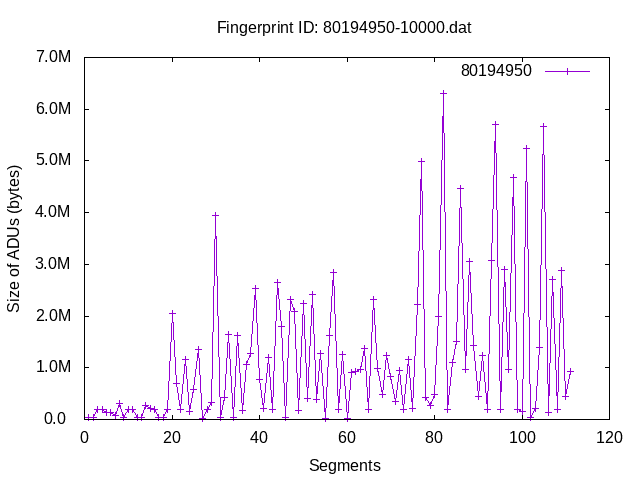 Fingerprint ID: 80194950-10000.dat
80194950
7.0M
6.0M
5.0M
4.0M
3.0M
2.0M
1.0M
0.0
Size of ADUs (bytes)
0 20 40 60 80 100 120
Segments